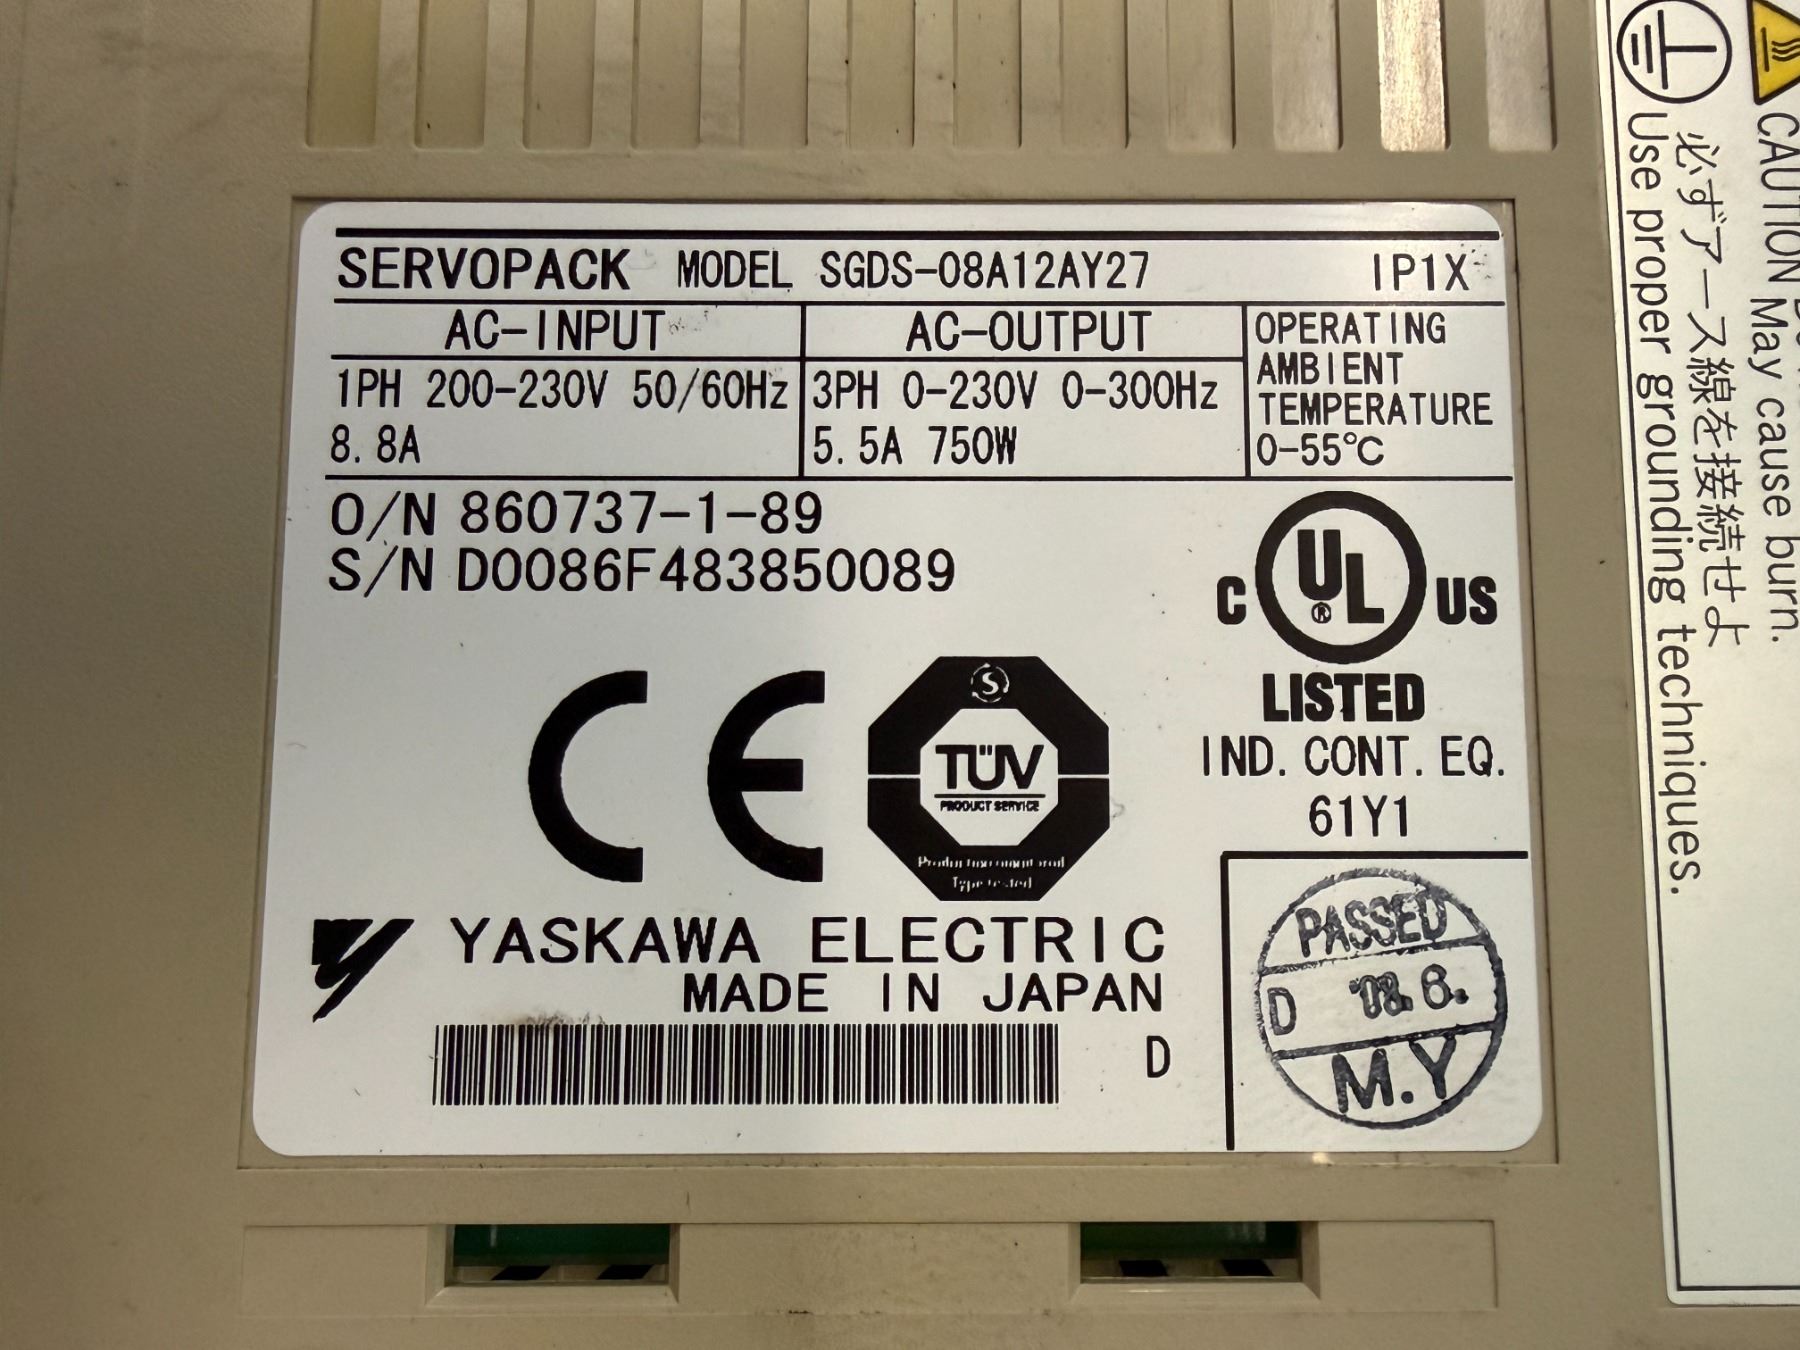 SERVOPACK MODEL SGDS-08A12AY27 IP1X
AC-INPUT
1PH 200-230V 50/60Hz
8.8A
AC-OUTPUT
3PH 0-230V 0-300Hz
5.5A 750W
OPERATING
AMBIENT
TEMPERATURE
0-55℃
O/N 860737-1-89
S/N D0086F483850089
C UL ® US
LISTED
IND. CONT. EQ.
61Y1
CE
S
TÜV
PRODUCT SERVICE
Type tested
YASKAWA ELECTRIC
MADE IN JAPAN
D
PASSED
D '08.6.
M.Y
CAUTION
May cause burn.
必ずアース線を接続せよ
Use proper grounding techniques.